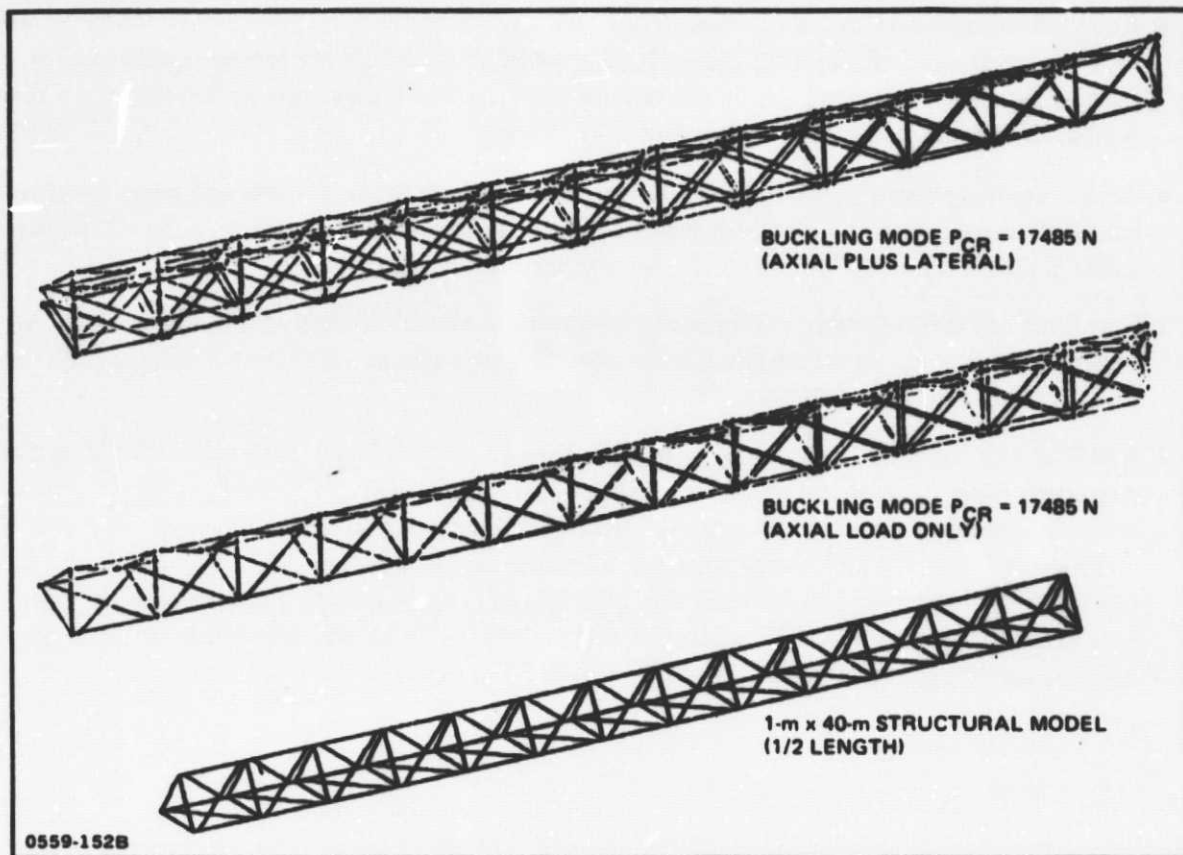 BUCKLING MODE PCR = 17485 N
(AXIAL PLUS LATERAL)
BUCKLING MODE PCR = 17485 N
(AXIAL LOAD ONLY)
1-m x 40-m STRUCTURAL MODEL
(1/2 LENGTH)
0559-152B